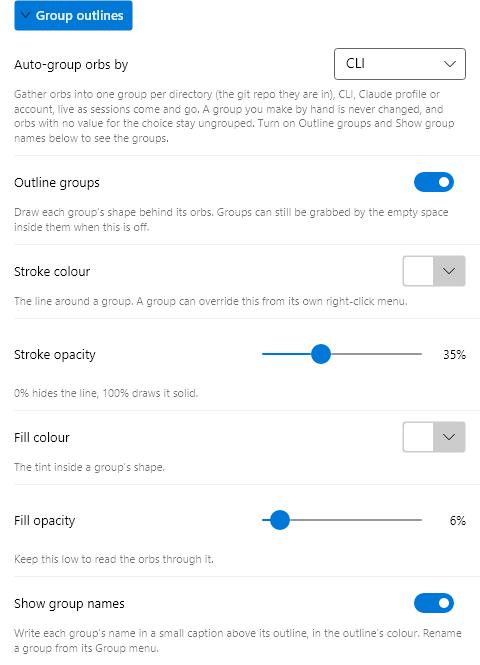 Group outlines
Auto-group orbs by
CLI
Gather orbs into one group per directory (the git repo they are in), CLI, Claude profile or
account, live as sessions come and go. A group you make by hand is never changed, and
orbs with no value for the choice stay ungrouped. Turn on Outline groups and Show group
names below to see the groups.
Outline groups
Draw each group's shape behind its orbs. Groups can still be grabbed by the empty space
inside them when this is off.
Stroke colour
The line around a group. A group can override this from its own right-click menu.
Stroke opacity
35%
0% hides the line, 100% draws it solid.
Fill colour
The tint inside a group's shape.
Fill opacity
6%
Keep this low to read the orbs through it.
Show group names
Write each group's name in a small caption above its outline, in the outline's colour. Rename
a group from its Group menu.